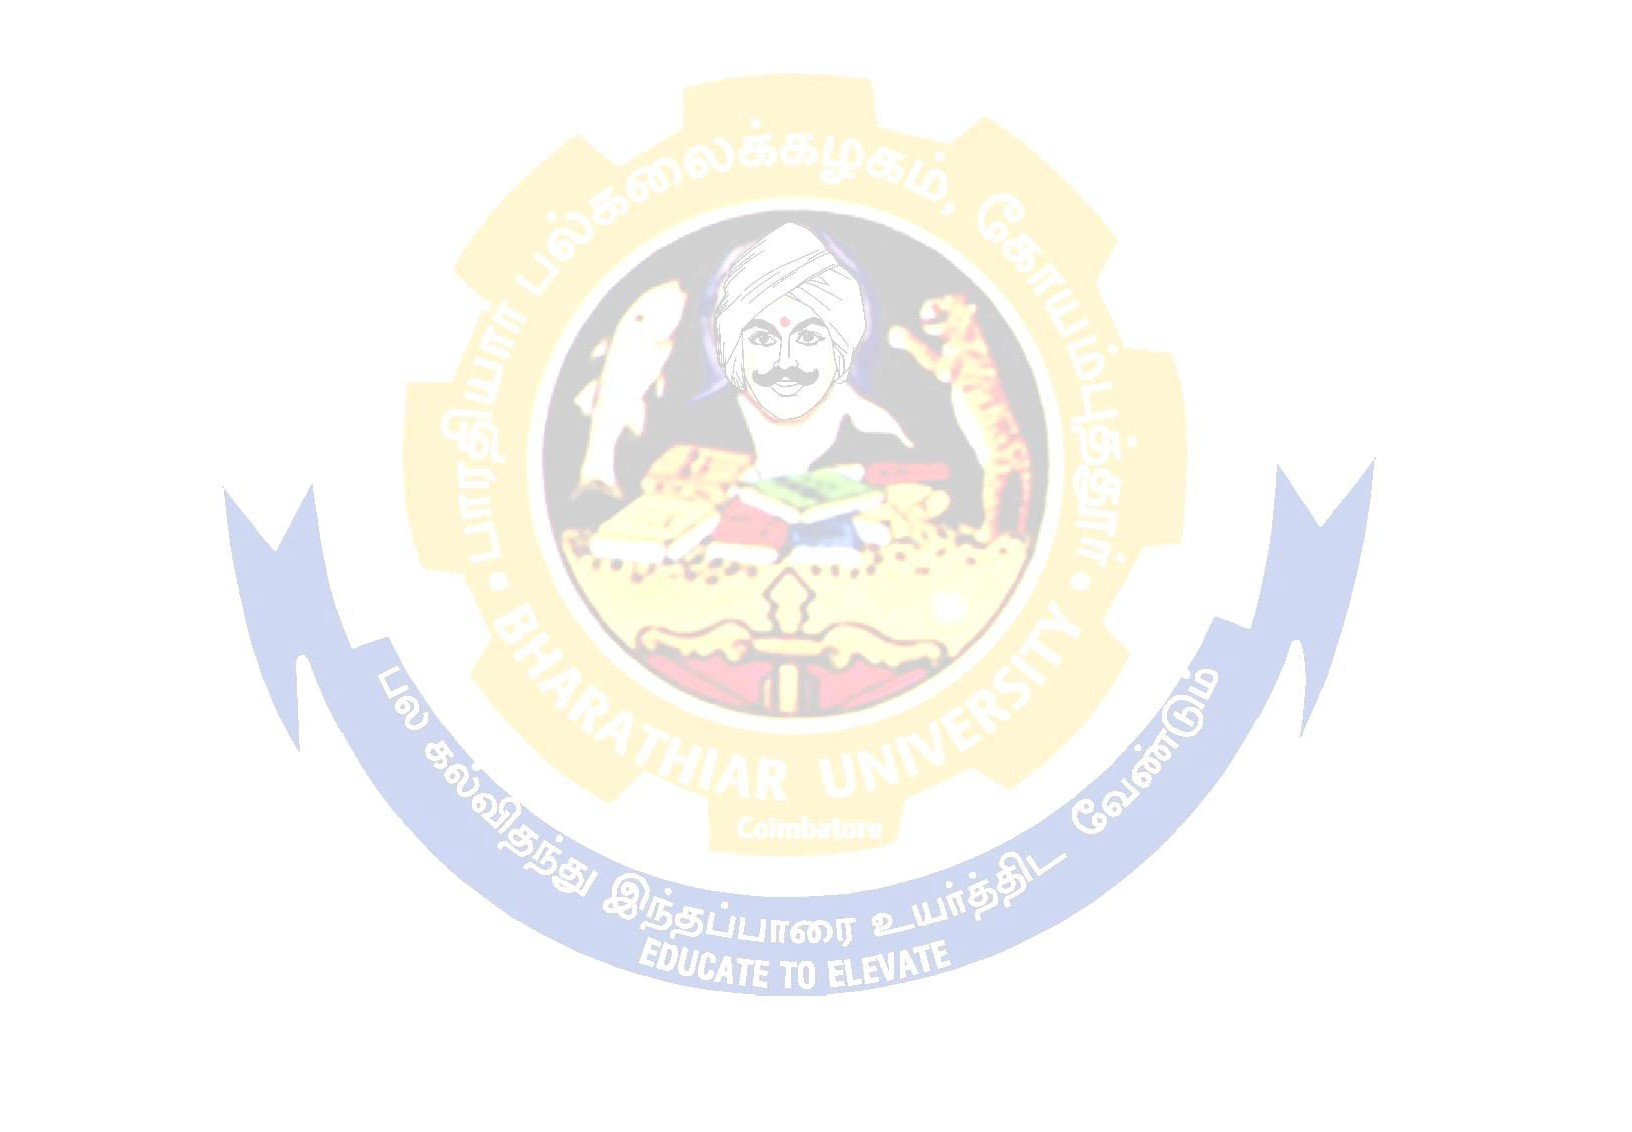 பாரதியார் பல்கலைக்கழகம், கோயம்புத்தூர்
BHARATHIAR UNIVERSITY
Coimbatore
பல கல்விதந்து இந்தப்பாரை உயர்த்திட வேண்டும்
EDUCATE TO ELEVATE